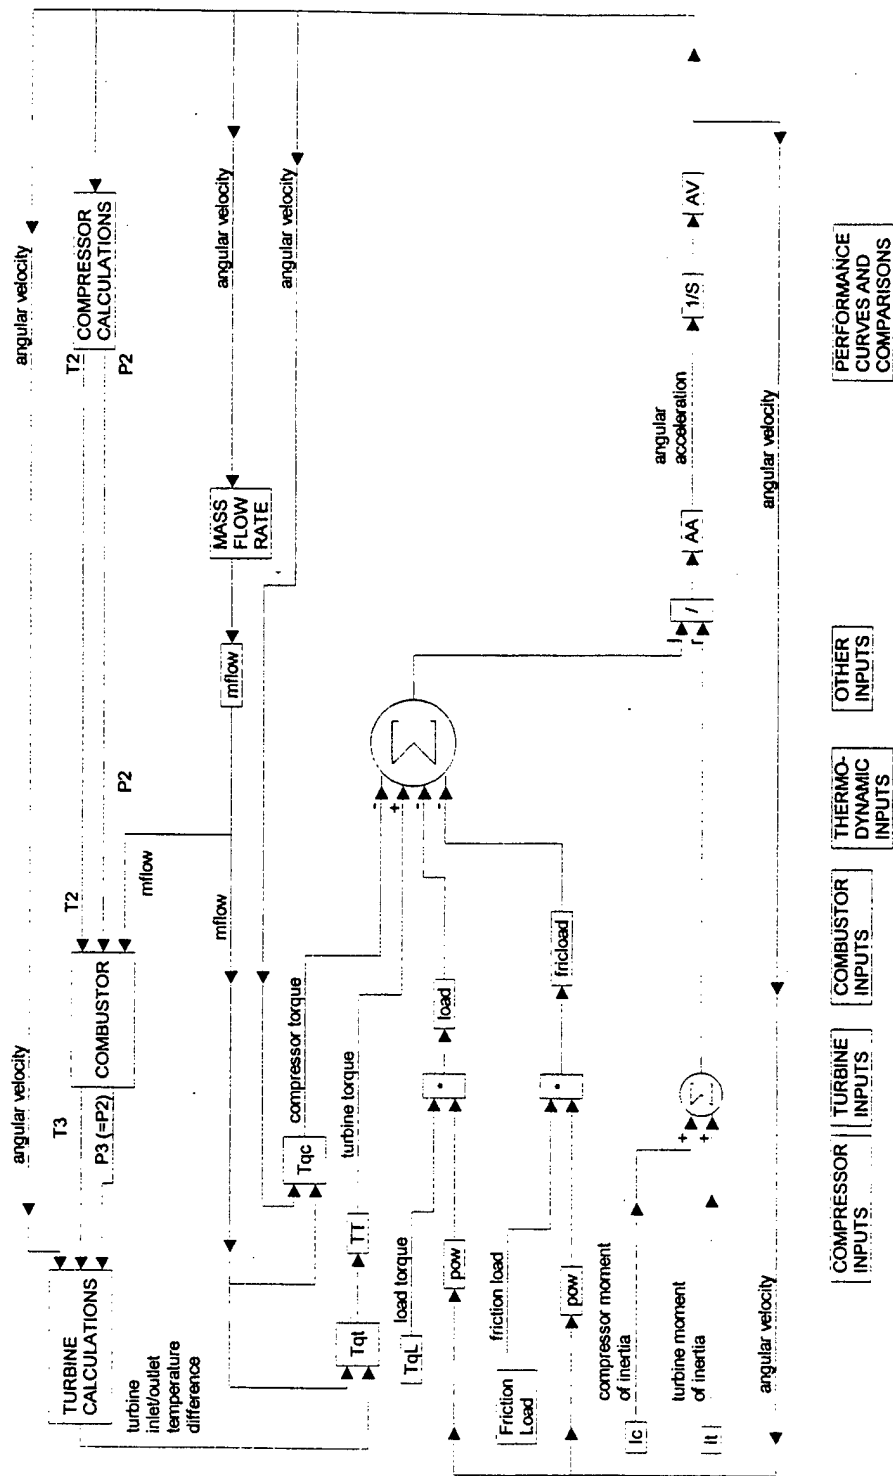 angular velocity
angular velocity
TURBINE
CALCULATIONS
T3
P3 (=P2)
COMBUSTOR
T2
P2
T2
P2
COMPRESSOR
CALCULATIONS
turbine
inlet/outlet
temperature
difference
mflow
mflow
mflow
MASS
FLOW
RATE
angular velocity
angular velocity
Tqc
compressor torque
Tqt
TT
turbine torque
TqL
load torque
pow
*
load
Friction
Load
friction load
pow
*
fricload
-
+
-
-
Σ
Ic
compressor moment
of inertia
It
turbine moment
of inertia
+
+
Σ
l
r
/
AA
angular
acceleration
1/S
AV
angular velocity
angular velocity
COMPRESSOR
INPUTS
TURBINE
INPUTS
COMBUSTOR
INPUTS
THERMO-
DYNAMIC
INPUTS
OTHER
INPUTS
PERFORMANCE
CURVES AND
COMPARISONS